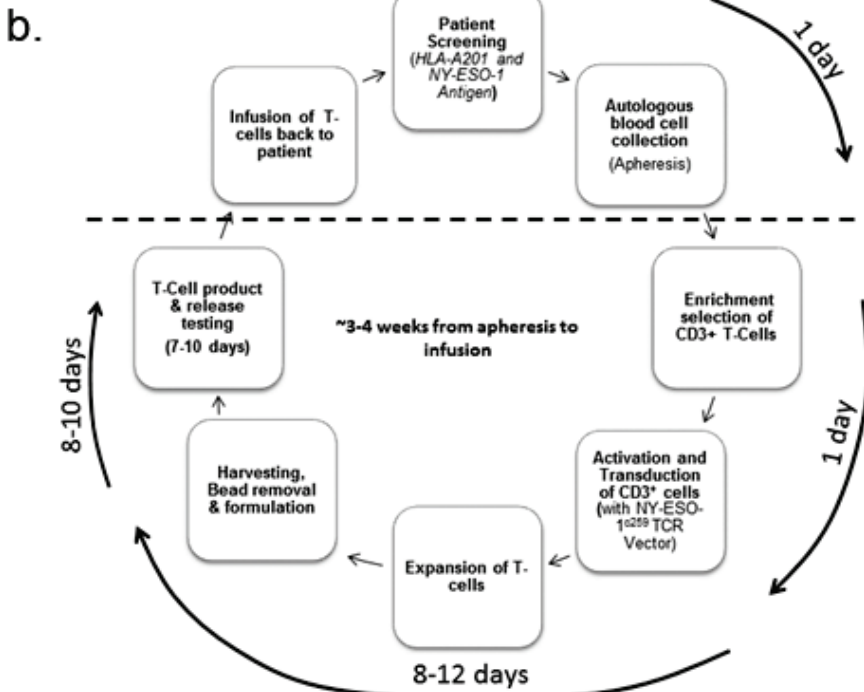 b.
Patient
Screening
(HLA-A201 and
NY-ESO-1
Antigen)
1 day
Autologous
blood cell
collection
(Apheresis)
Enrichment
selection of
CD3+ T-Cells
1 day
Activation and
Transduction
of CD3⁺ cells
(with NY-ESO-
1ᶜ²⁵⁹ TCR
Vector)
Expansion of T-
cells
8-12 days
Harvesting,
Bead removal
& formulation
8-10 days
T-Cell product
& release
testing
(7-10 days)
Infusion of T-
cells back to
patient
~3-4 weeks from apheresis to
infusion